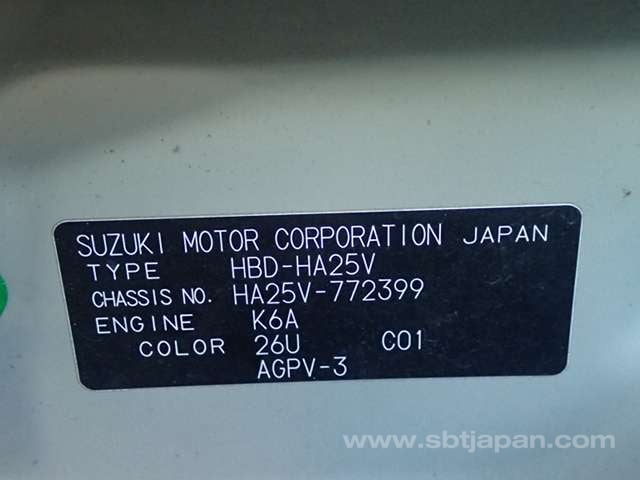 SUZUKI MOTOR CORPORATION JAPAN
TYPE HBD-HA25V
CHASSIS NO. HA25V-772399
ENGINE K6A
COLOR 26U C01
AGPV-3
www.sbtjapan.com